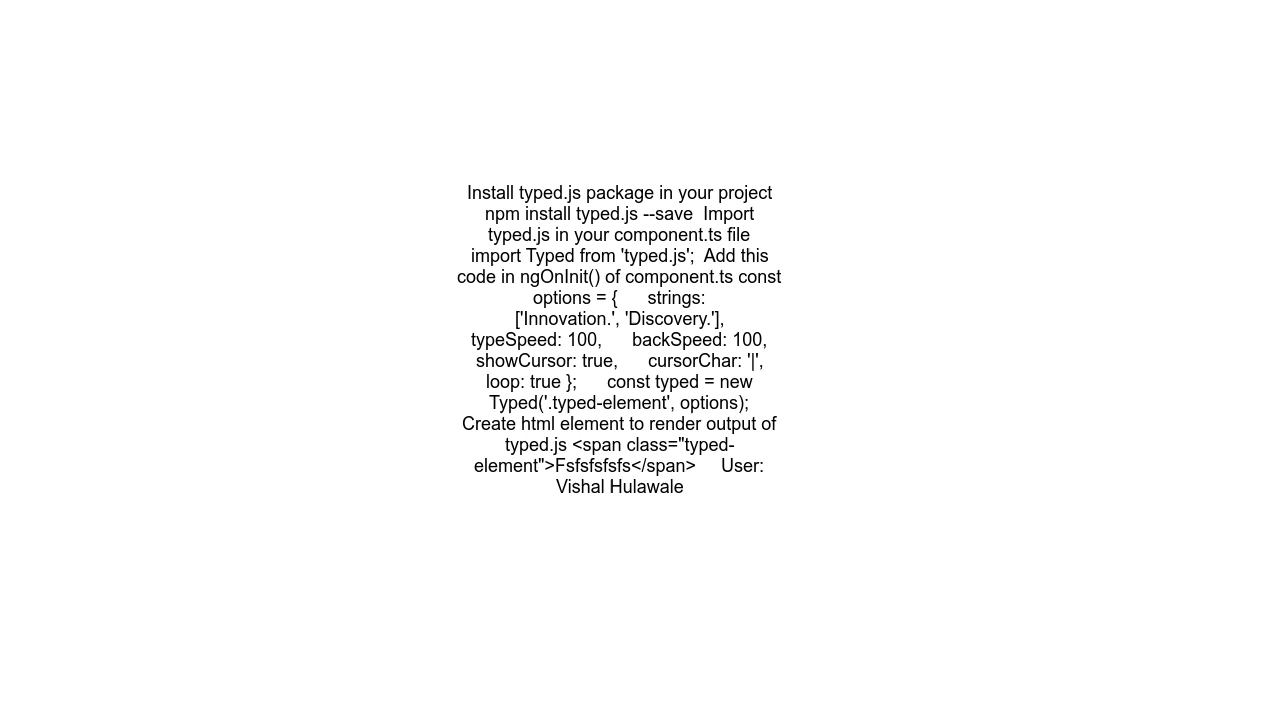 Install typed.js package in your project
npm install typed.js --save  Import
typed.js in your component.ts file
import Typed from 'typed.js';  Add this
code in ngOnInit() of component.ts const
options = {      strings:
['Innovation.', 'Discovery.'],
typeSpeed: 100,      backSpeed: 100,
showCursor: true,      cursorChar: '|',
loop: true };      const typed = new
Typed('.typed-element', options);
Create html element to render output of
typed.js <span class="typed-
element">Fsfsfsfsfs</span>     User:
Vishal Hulawale